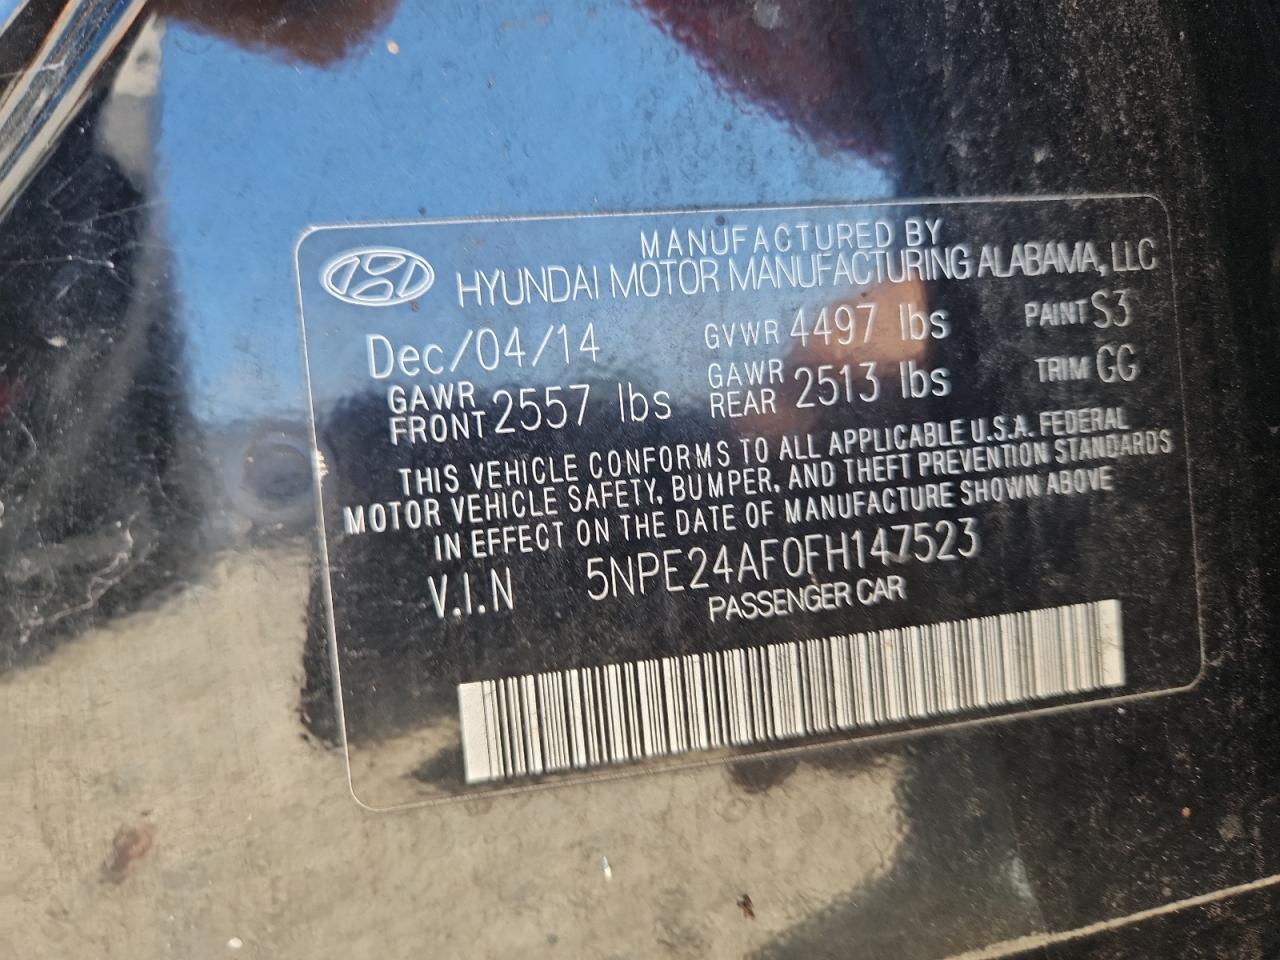 MANUFACTURED BY
HYUNDAI MOTOR MANUFACTURING ALABAMA, LLC
Dec/04/14 GVWR 4497 lbs PAINT S3
GAWR FRONT 2557 lbs GAWR REAR 2513 lbs TRIM GG
THIS VEHICLE CONFORMS TO ALL APPLICABLE U.S.A. FEDERAL
MOTOR VEHICLE SAFETY, BUMPER, AND THEFT PREVENTION STANDARDS
IN EFFECT ON THE DATE OF MANUFACTURE SHOWN ABOVE
V.I.N 5NPE24AF0FH147523
PASSENGER CAR